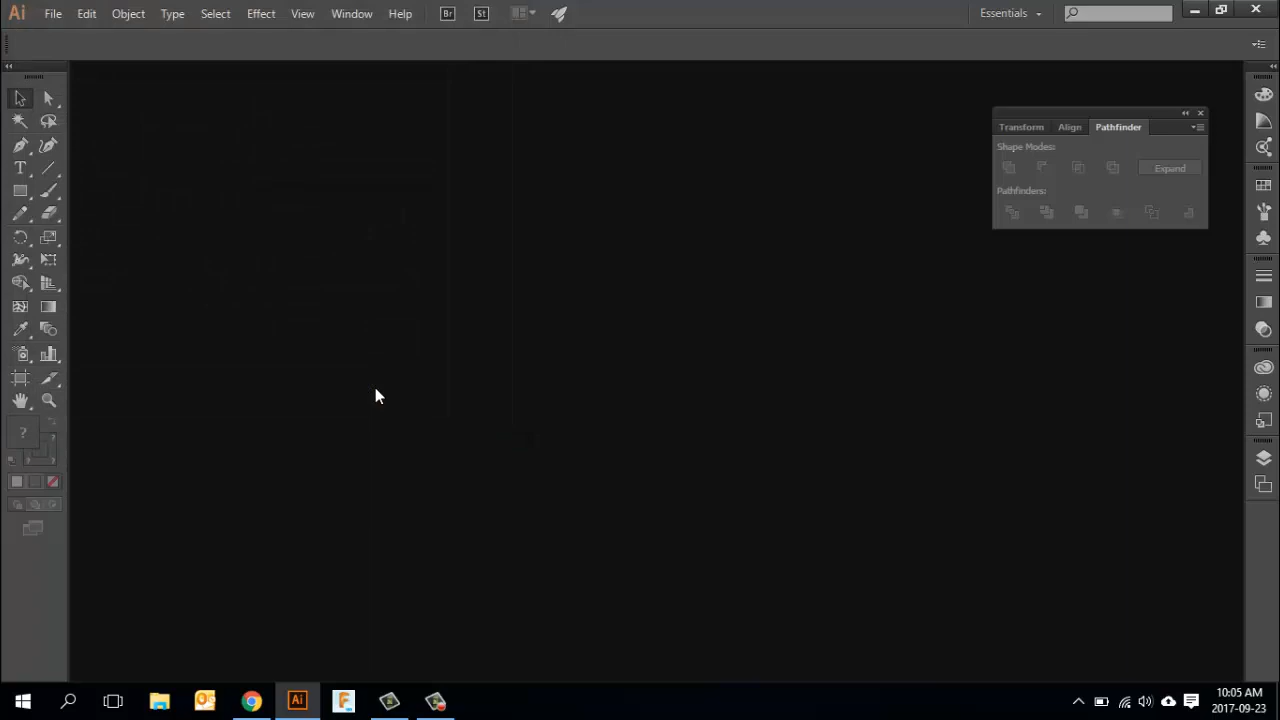 Ai File Edit Object Type Select Effect View Window Help Br St Essentials
Transform Align Pathfinder
Shape Modes:
Expand
Pathfinders:
?
?
Ai F
10:05 AM
2017-09-23